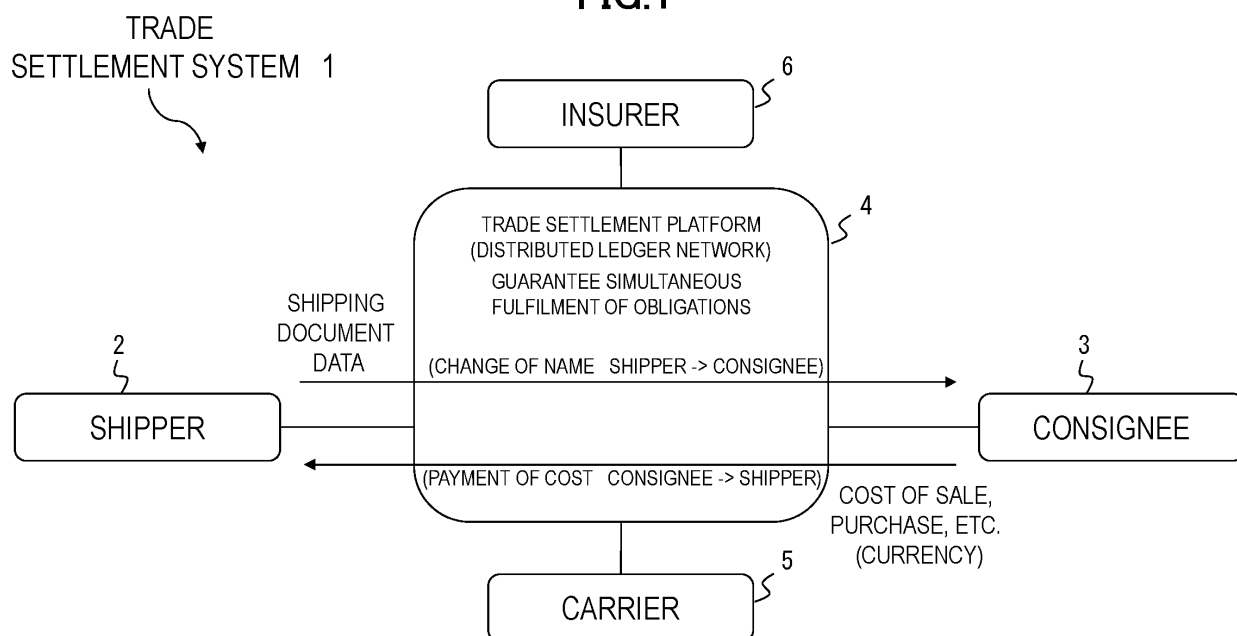 FIG.1
TRADE
SETTLEMENT SYSTEM 1
6
INSURER
4
TRADE SETTLEMENT PLATFORM
(DISTRIBUTED LEDGER NETWORK)
GUARANTEE SIMULTANEOUS
FULFILMENT OF OBLIGATIONS
SHIPPING
DOCUMENT
DATA
(CHANGE OF NAME SHIPPER -> CONSIGNEE)
2
SHIPPER
3
CONSIGNEE
(PAYMENT OF COST CONSIGNEE -> SHIPPER)
COST OF SALE,
PURCHASE, ETC.
(CURRENCY)
5
CARRIER